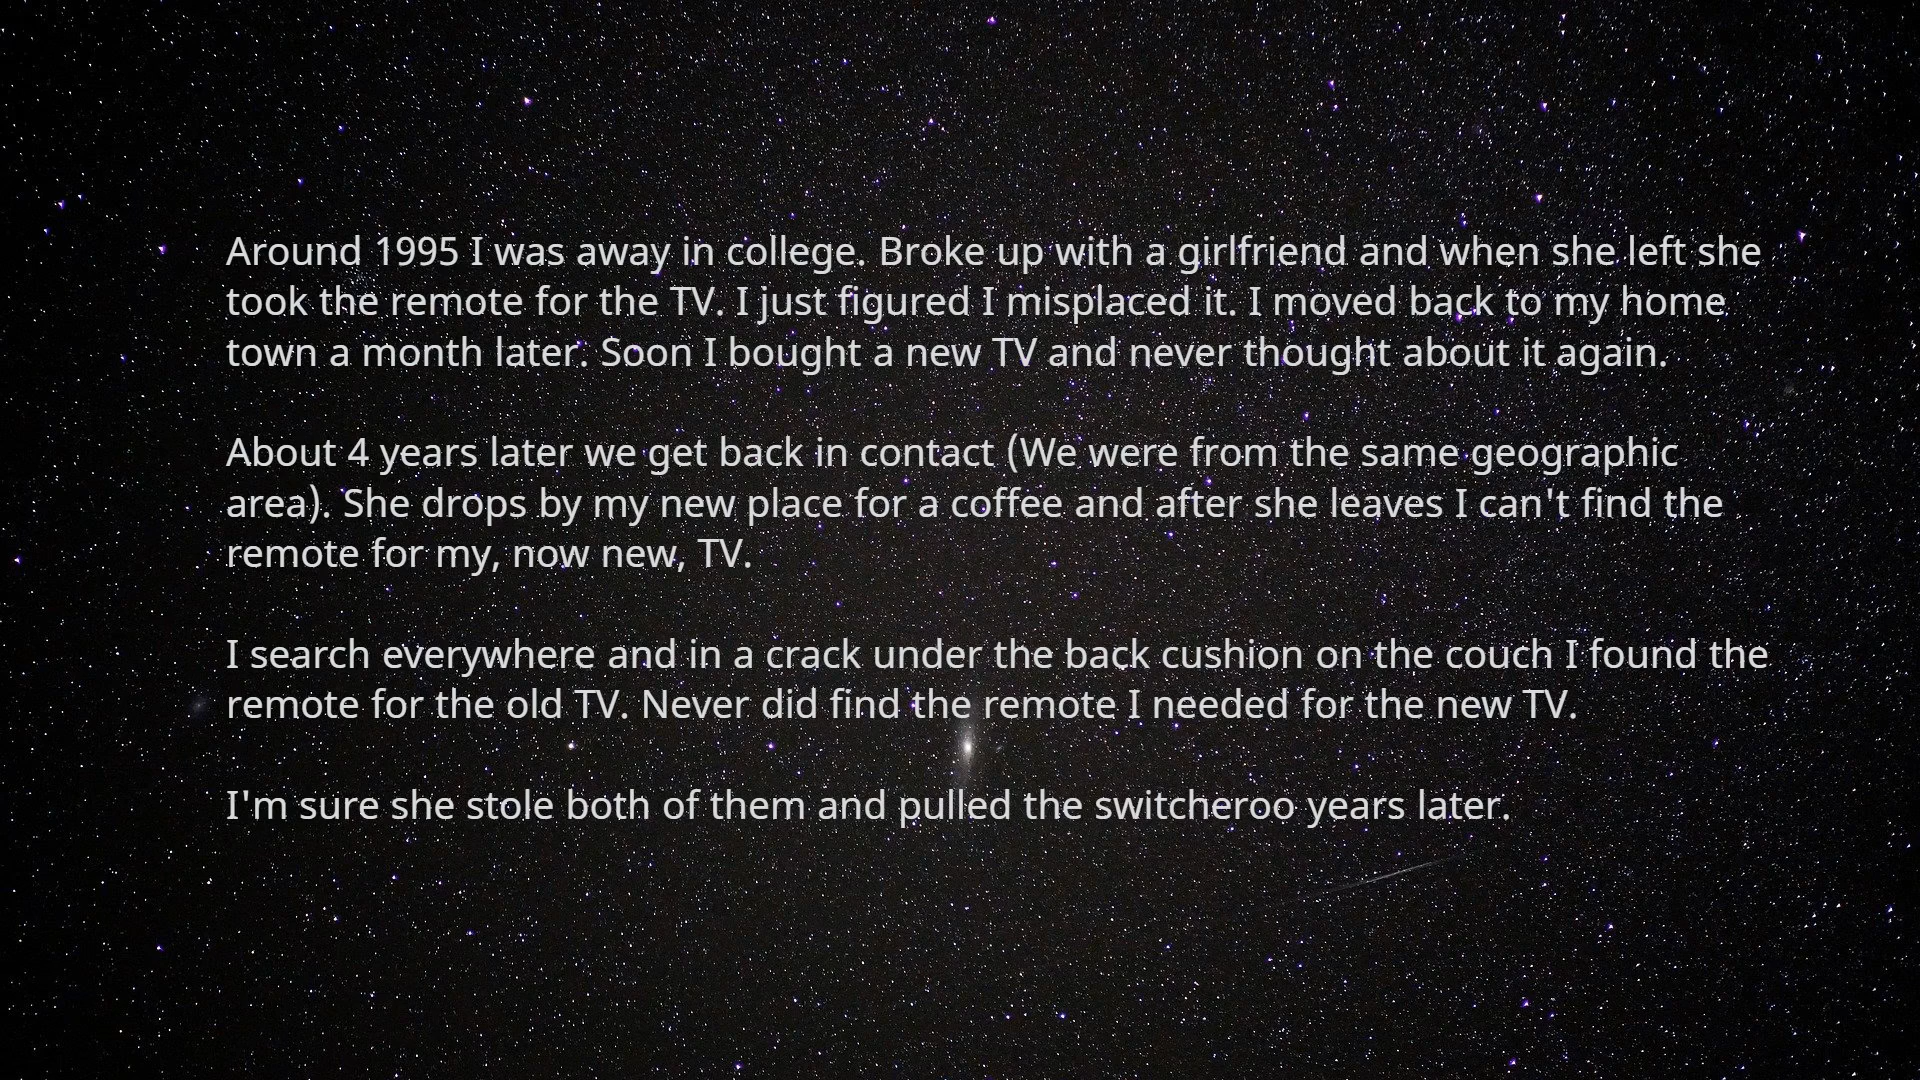 Around 1995 I was away in college. Broke up with a girlfriend and when she left she
took the remote for the TV. I just figured I misplaced it. I moved back to my home
town a month later. Soon I bought a new TV and never thought about it again.
About 4 years later we get back in contact (We were from the same geographic
area). She drops by my new place for a coffee and after she leaves I can't find the
remote for my, now new, TV.
I search everywhere and in a crack under the back cushion on the couch I found the
remote for the old TV. Never did find the remote I needed for the new TV.
I'm sure she stole both of them and pulled the switcheroo years later.